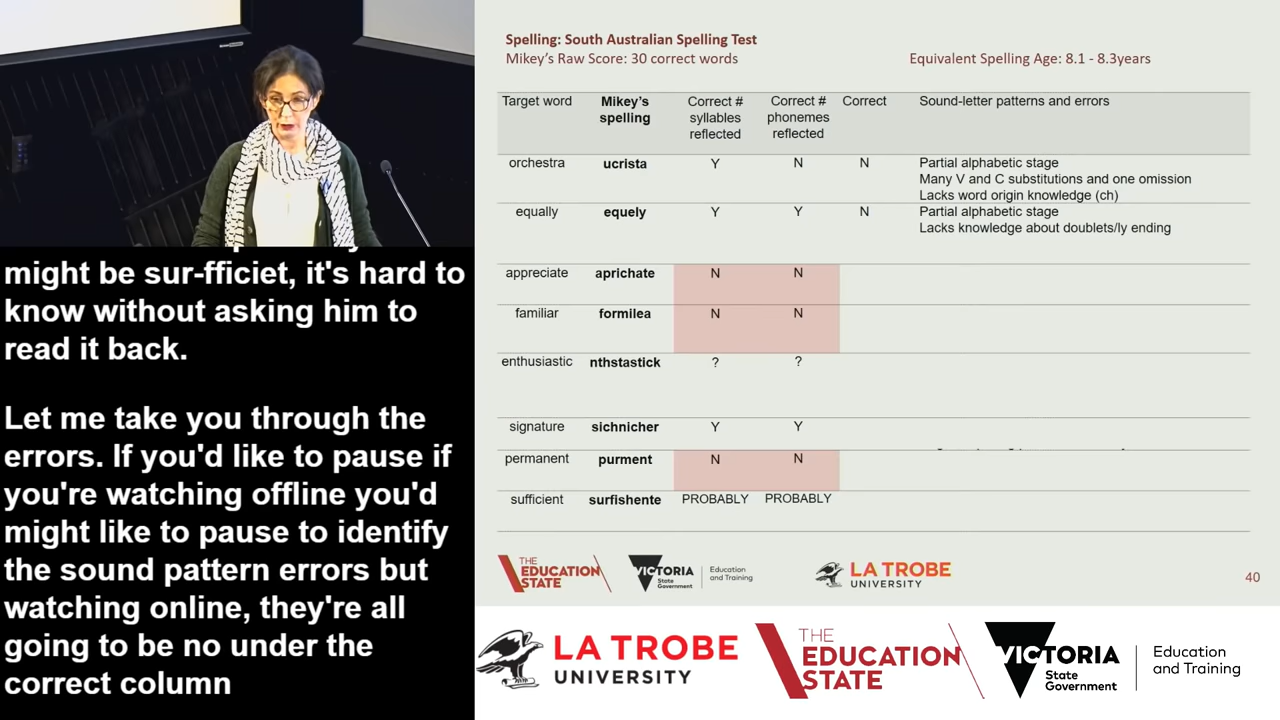 might be sur-fficiet, it's hard to
know without asking him to
read it back.
Let me take you through the
errors. If you'd like to pause if
you're watching offline you'd
might like to pause to identify
the sound pattern errors but
watching online, they're all
going to be no under the
correct column
Spelling: South Australian Spelling Test
Mikey's Raw Score: 30 correct words Equivalent Spelling Age: 8.1 - 8.3years
Target word Mikey's spelling Correct # syllables reflected Correct # phonemes reflected Correct Sound-letter patterns and errors
orchestra ucrista Y N N Partial alphabetic stage
Many V and C substitutions and one omission
Lacks word origin knowledge (ch)
equally equely Y Y N Partial alphabetic stage
Lacks knowledge about doublets/ly ending
appreciate aprichate N N
familiar formilea N N
enthusiastic nthstastick ? ?
signature sichnicher Y Y
permanent purment N N
sufficient surfishente PROBABLY PROBABLY
THE EDUCATION STATE
VICTORIA State Government
Education and Training
LA TROBE UNIVERSITY
40
LA TROBE UNIVERSITY
THE EDUCATION STATE
VICTORIA State Government
Education and Training